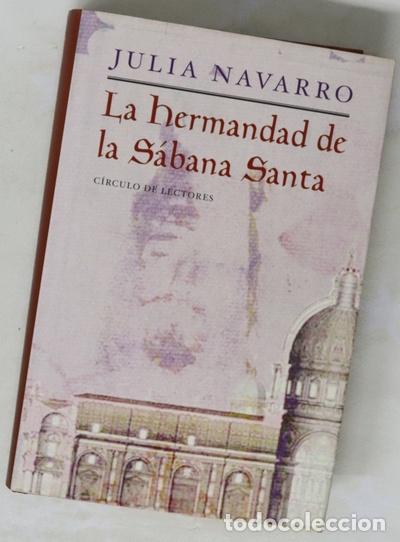 JULIA NAVARRO
La Hermandad de
la Sábana Santa
CÍRCULO DE LECTORES
todocoleccion